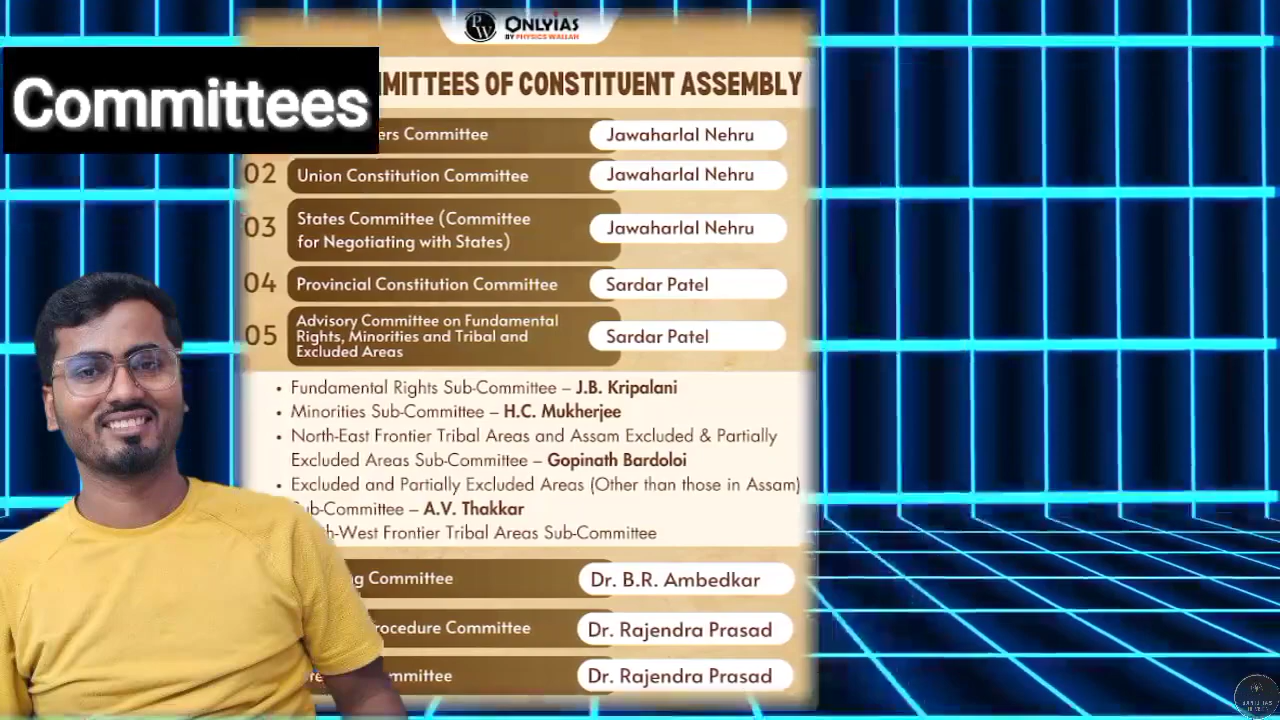 ONLYIAS
BY PHYSICS WALLAH
Committees
MMITTEES OF CONSTITUENT ASSEMBLY
ers Committee Jawaharlal Nehru
02 Union Constitution Committee Jawaharlal Nehru
03 States Committee (Committee
for Negotiating with States) Jawaharlal Nehru
04 Provincial Constitution Committee Sardar Patel
05 Advisory Committee on Fundamental
Rights, Minorities and Tribal and
Excluded Areas Sardar Patel
• Fundamental Rights Sub-Committee – J.B. Kripalani
• Minorities Sub-Committee – H.C. Mukherjee
• North-East Frontier Tribal Areas and Assam Excluded & Partially
Excluded Areas Sub-Committee – Gopinath Bardoloi
• Excluded and Partially Excluded Areas (Other than those in Assam)
Sub-Committee – A.V. Thakkar
h-West Frontier Tribal Areas Sub-Committee
g Committee Dr. B.R. Ambedkar
rocedure Committee Dr. Rajendra Prasad
mmittee Dr. Rajendra Prasad